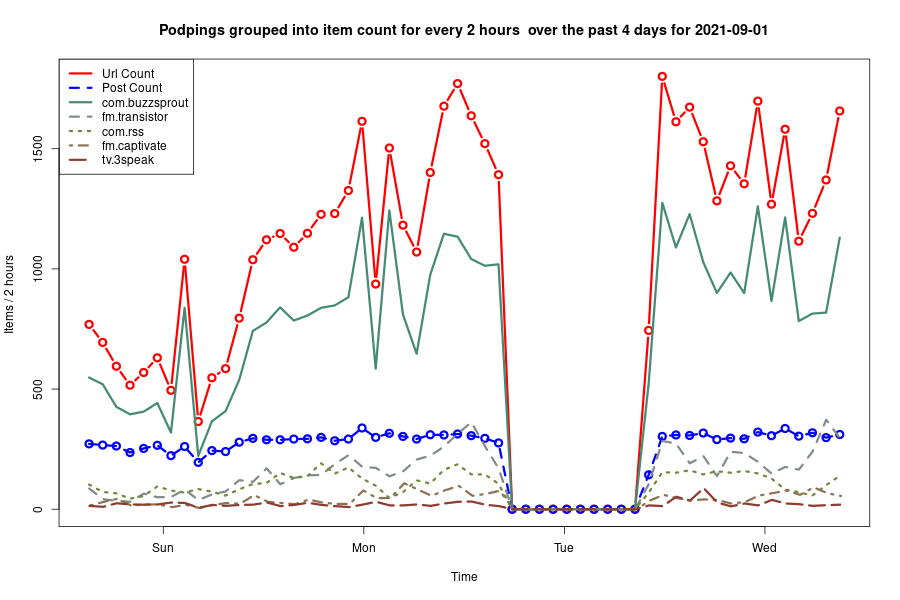 Podpings grouped into item count for every 2 hours  over the past 4 days for 2021-09-01
Url Count
Post Count
com.buzzsprout
fm.transistor
com.rss
fm.captivate
tv.3speak
Items / 2 hours
1500
1000
500
0
Sun Mon Tue Wed
Time